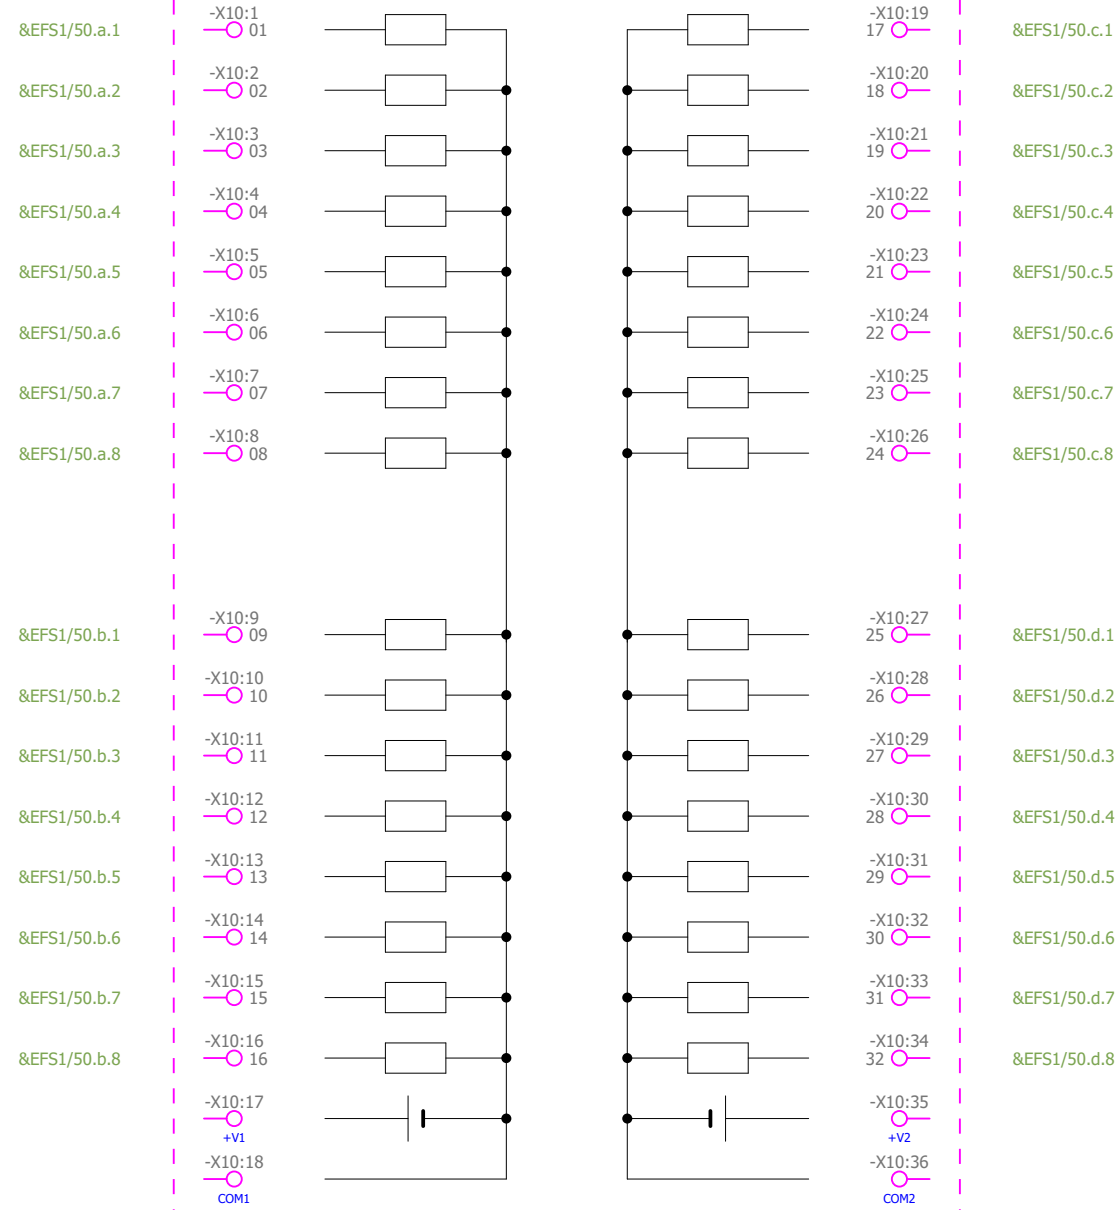 -X10:1 -X10:19
&EFS1/50.a.1 01 17 &EFS1/50.c.1
-X10:2 -X10:20
&EFS1/50.a.2 02 18 &EFS1/50.c.2
-X10:3 -X10:21
&EFS1/50.a.3 03 19 &EFS1/50.c.3
-X10:4 -X10:22
&EFS1/50.a.4 04 20 &EFS1/50.c.4
-X10:5 -X10:23
&EFS1/50.a.5 05 21 &EFS1/50.c.5
-X10:6 -X10:24
&EFS1/50.a.6 06 22 &EFS1/50.c.6
-X10:7 -X10:25
&EFS1/50.a.7 07 23 &EFS1/50.c.7
-X10:8 -X10:26
&EFS1/50.a.8 08 24 &EFS1/50.c.8
-X10:9 -X10:27
&EFS1/50.b.1 09 25 &EFS1/50.d.1
-X10:10 -X10:28
&EFS1/50.b.2 10 26 &EFS1/50.d.2
-X10:11 -X10:29
&EFS1/50.b.3 11 27 &EFS1/50.d.3
-X10:12 -X10:30
&EFS1/50.b.4 12 28 &EFS1/50.d.4
-X10:13 -X10:31
&EFS1/50.b.5 13 29 &EFS1/50.d.5
-X10:14 -X10:32
&EFS1/50.b.6 14 30 &EFS1/50.d.6
-X10:15 -X10:33
&EFS1/50.b.7 15 31 &EFS1/50.d.7
-X10:16 -X10:34
&EFS1/50.b.8 16 32 &EFS1/50.d.8
-X10:17 -X10:35
+V1 +V2
-X10:18 -X10:36
COM1 COM2